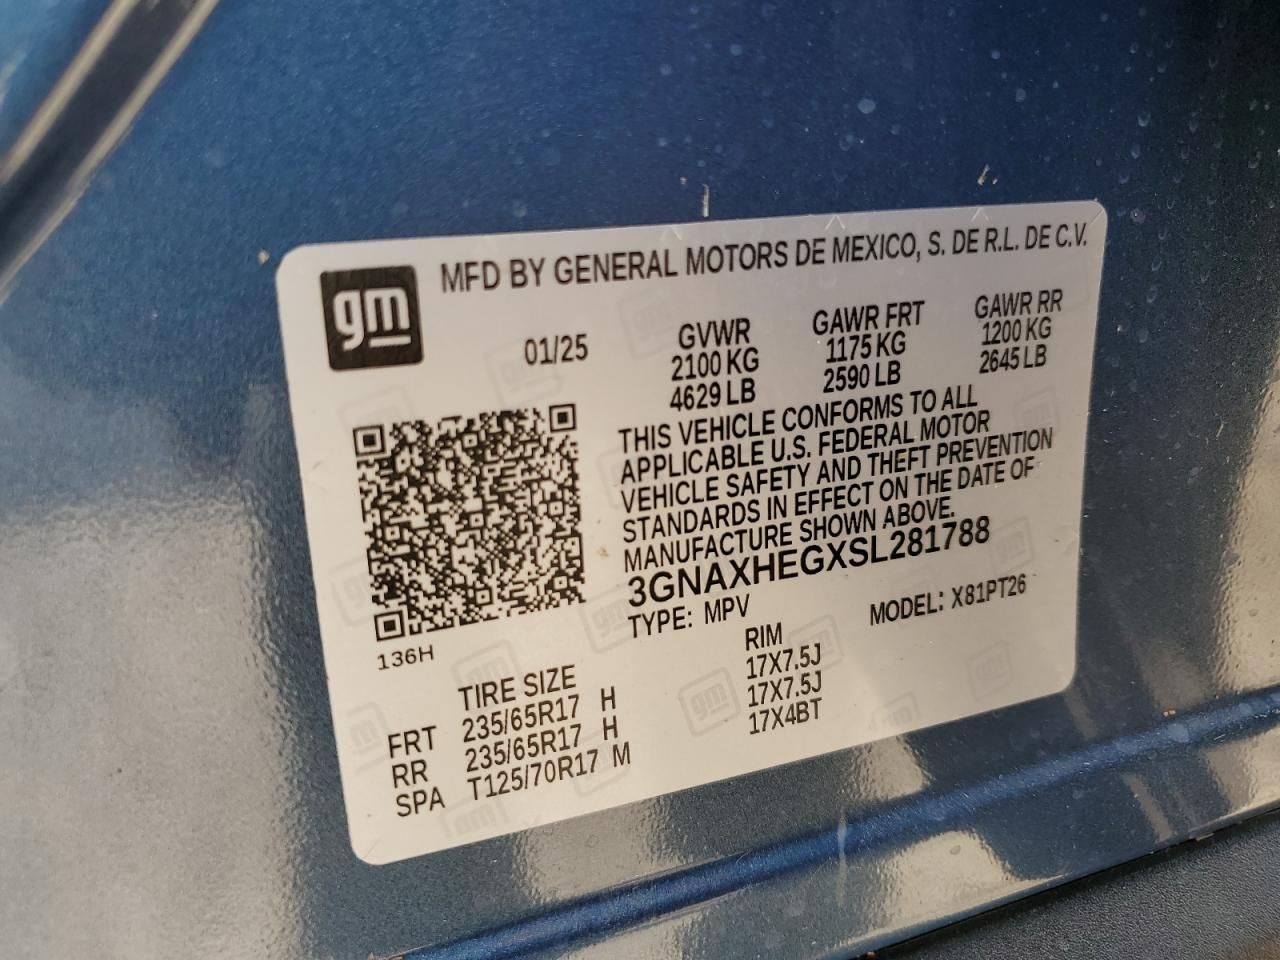 gm
MFD BY GENERAL MOTORS DE MEXICO, S. DE R.L. DE C.V.
01/25
GVWR
2100 KG
4629 LB
GAWR FRT
1175 KG
2590 LB
GAWR RR
1200 KG
2645 LB
THIS VEHICLE CONFORMS TO ALL
APPLICABLE U.S. FEDERAL MOTOR
VEHICLE SAFETY AND THEFT PREVENTION
STANDARDS IN EFFECT ON THE DATE OF
MANUFACTURE SHOWN ABOVE.
3GNAXHEGXSL281788
TYPE: MPV MODEL: X81PT26
136H
TIRE SIZE RIM
FRT 235/65R17 H 17X7.5J
RR 235/65R17 H 17X7.5J
SPA T125/70R17 M 17X4BT